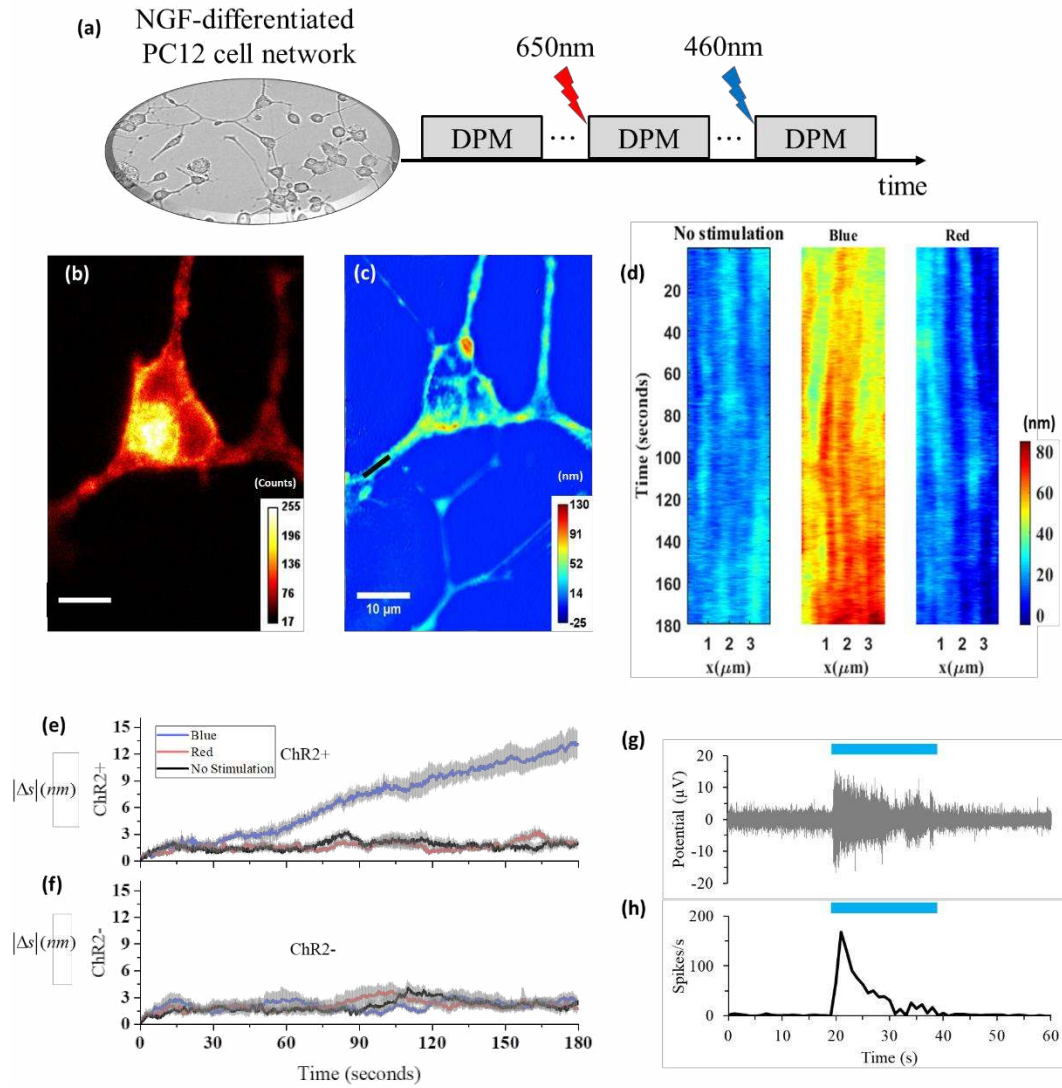 (a)
NGF-differentiated
PC12 cell network
650nm
460nm
DPM ... DPM ... DPM
time
(b)
(Counts)
255
196
136
76
17
(c)
(nm)
130
91
52
14
-25
10 µm
(d)
No stimulation Blue Red
Time (seconds)
20
40
60
80
100
120
140
160
180
1 2 3
x(µm)
1 2 3
x(µm)
1 2 3
x(µm)
(nm)
80
60
40
20
0
(e)
|Δs|(nm)
ChR2+
15
12
9
6
3
0
Blue
Red
No Stimulation
ChR2+
(f)
|Δs|(nm)
ChR2-
15
12
9
6
3
0
ChR2-
0 30 60 90 120 150 180
Time (seconds)
(g)
Potential (µV)
20
10
0
-10
-20
(h)
Spikes/s
200
100
0
0 10 20 30 40 50 60
Time (s)